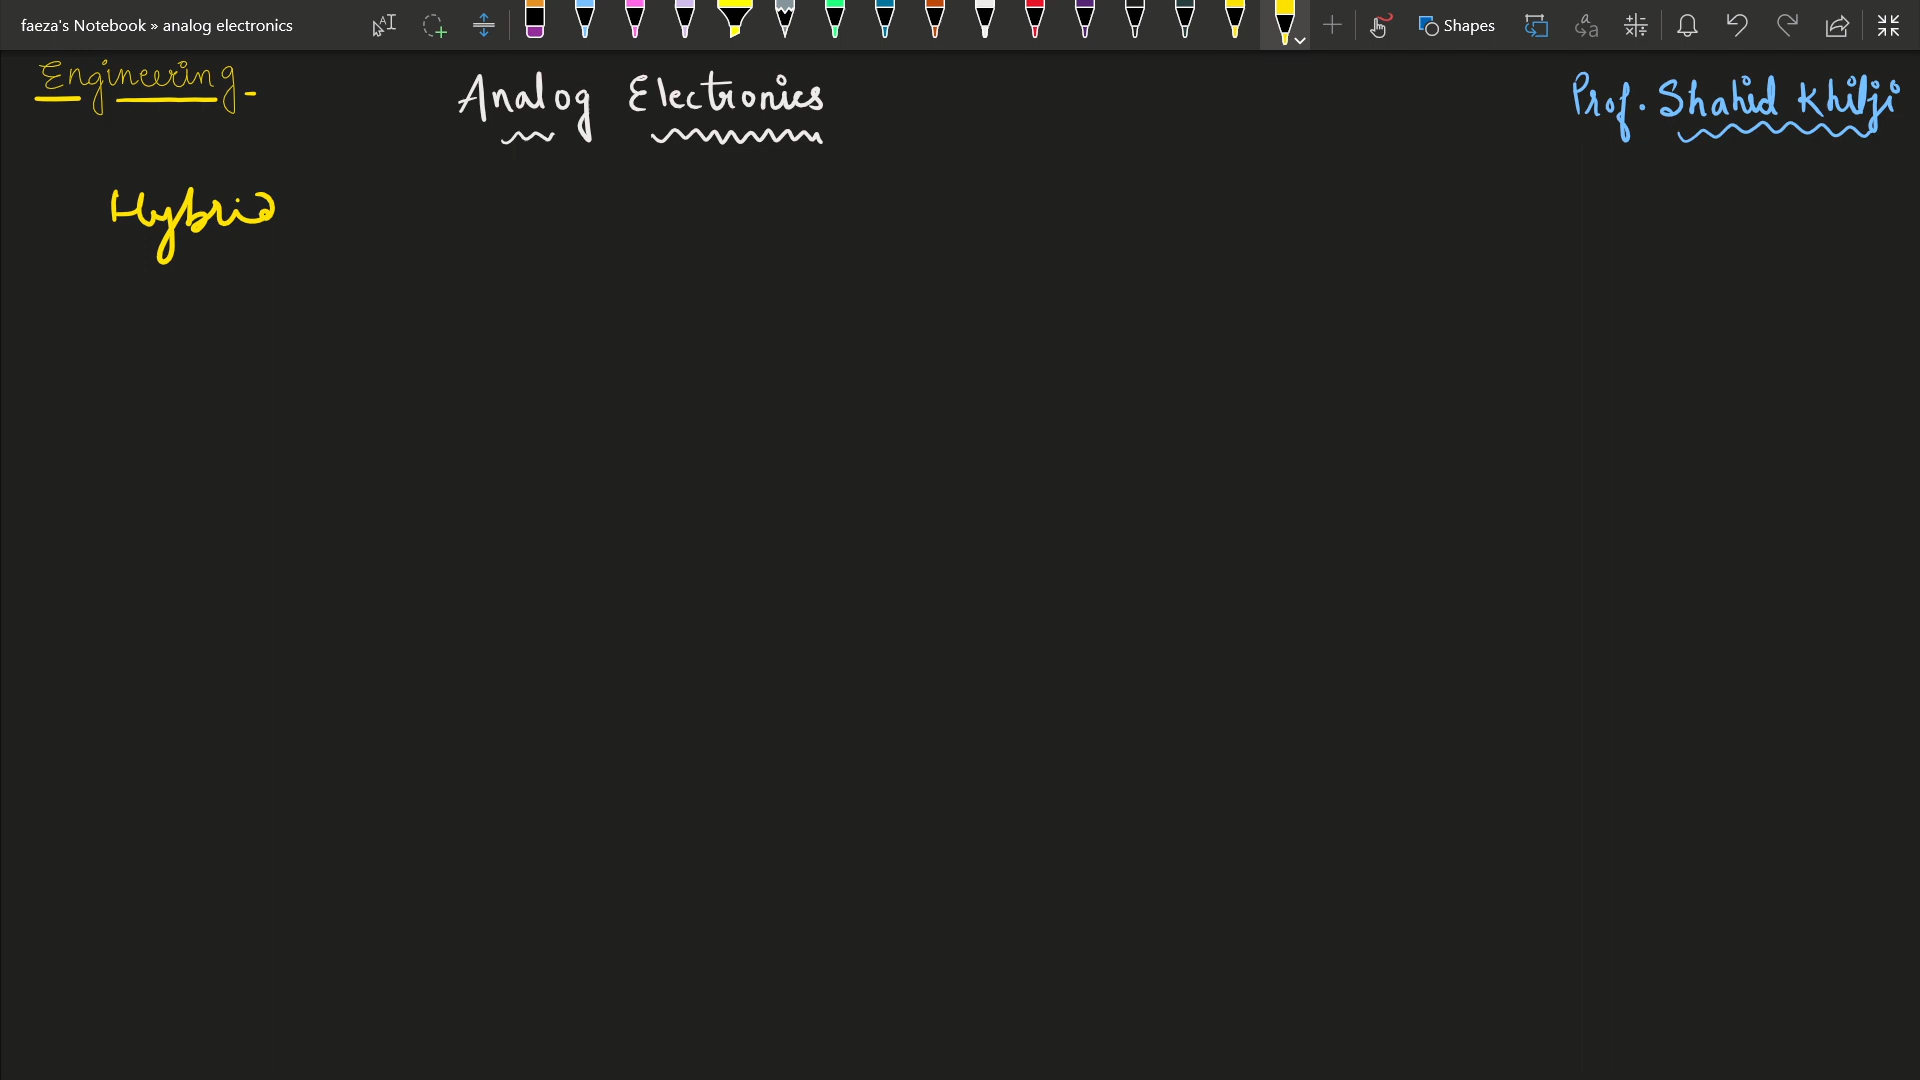 faeza's Notebook » analog electronics
Shapes
Engineering
Analog Electronics
Prof. Shahid Khilji
Hybrid